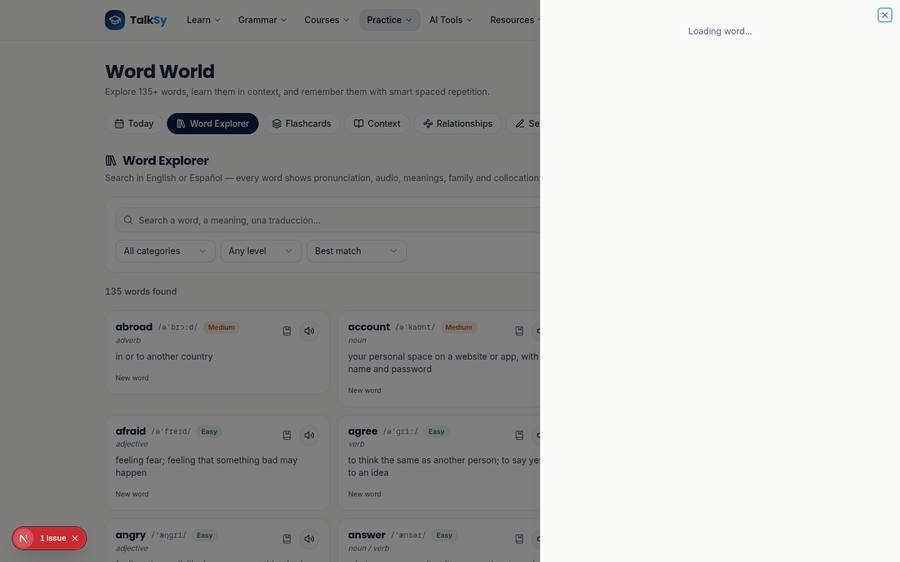 TalkSy
Learn
Grammar
Courses
Practice
AI Tools
Resources
Loading word...
Word World
Explore 135+ words, learn them in context, and remember them with smart spaced repetition.
Today
Word Explorer
Flashcards
Context
Relationships
Se
Word Explorer
Search in English or Español — every word shows pronunciation, audio, meanings, family and collocation
Search a word, a meaning, una traducción...
All categories
Any level
Best match
135 words found
abroad /əˈbrɔːd/ Medium
adverb
in or to another country
New word
account /əˈkaʊnt/ Medium
noun
your personal space on a website or app, with
name and password
New word
afraid /əˈfreɪd/ Easy
adjective
feeling fear; feeling that something bad may
happen
New word
agree /əˈɡriː/ Easy
verb
to think the same as another person; to say ye
to an idea
New word
angry /ˈæŋɡri/ Easy
adjective
answer /ˈænsər/ Easy
noun / verb
N 1 Issue